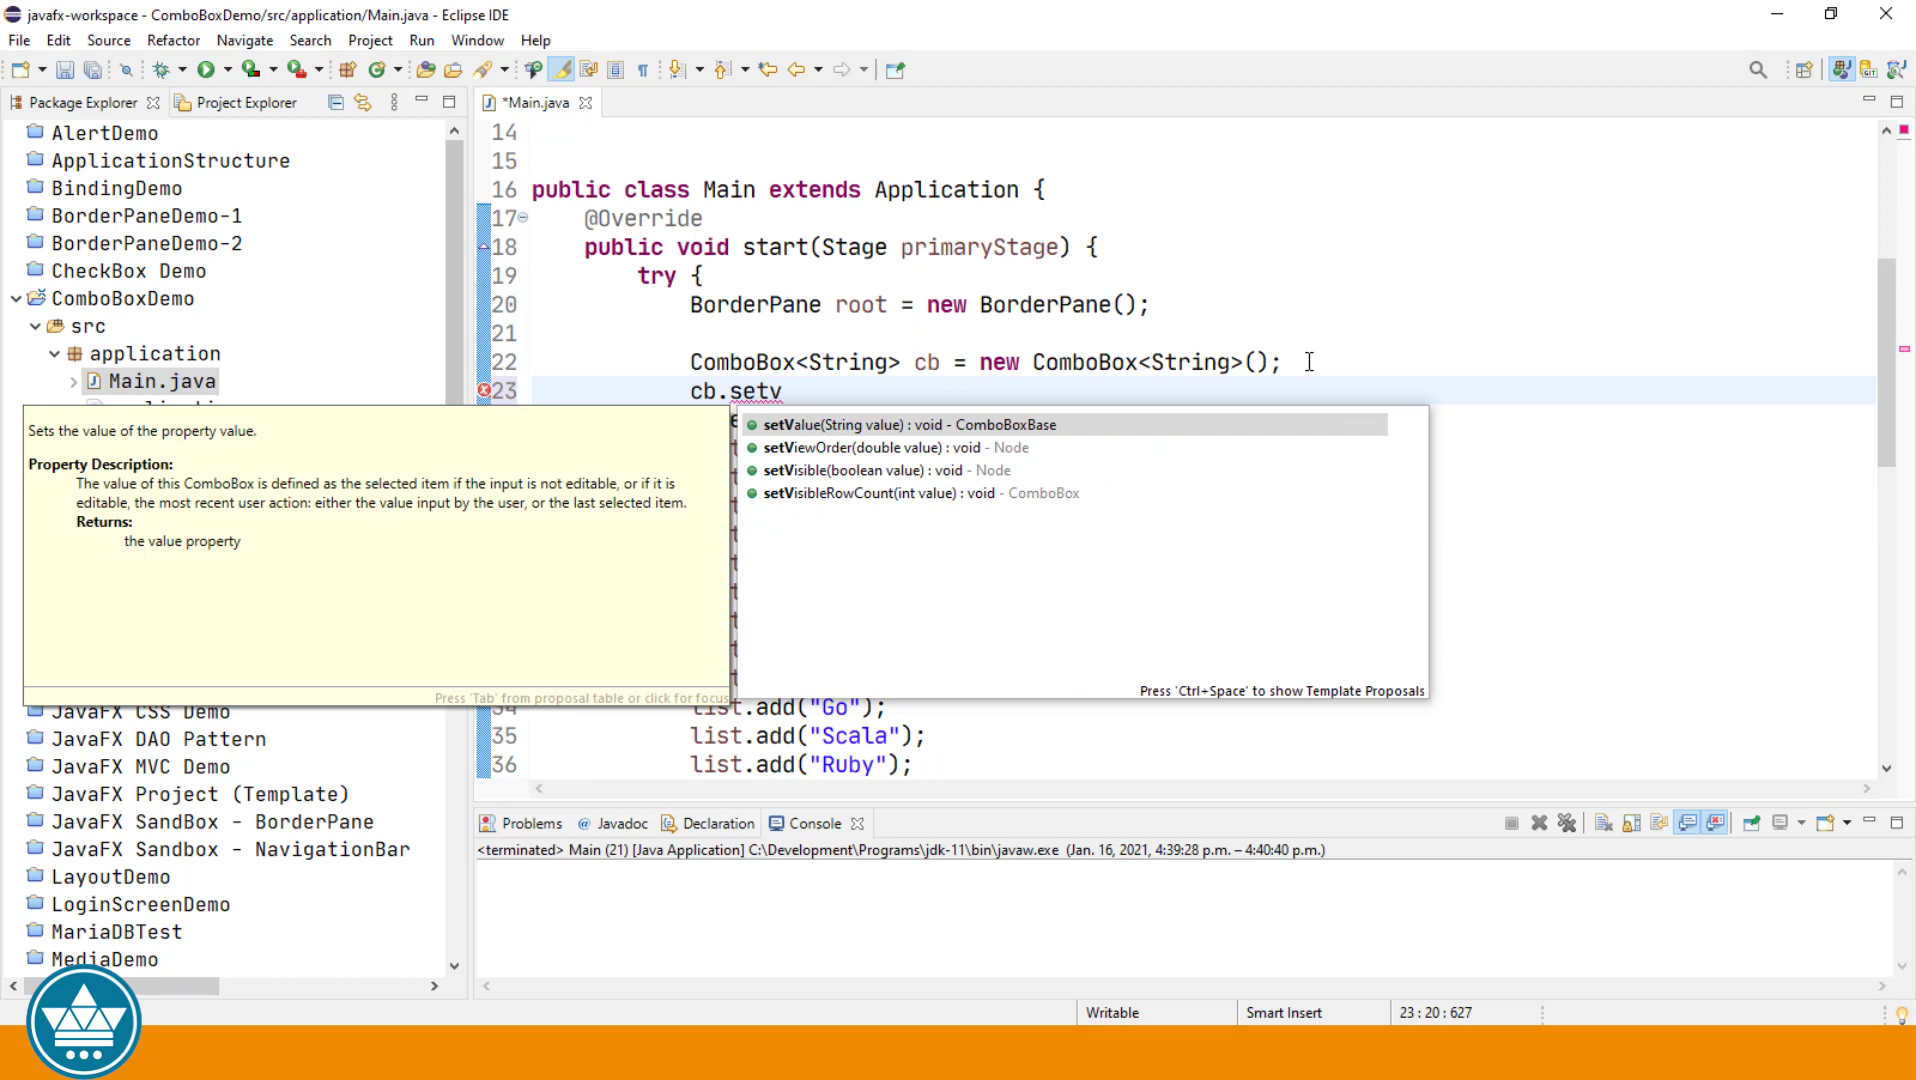 javafx-workspace - ComboBoxDemo/src/application/Main.java - Eclipse IDE
File Edit Source Refactor Navigate Search Project Run Window Help
Package Explorer Project Explorer
AlertDemo
ApplicationStructure
BindingDemo
BorderPaneDemo-1
BorderPaneDemo-2
CheckBox Demo
ComboBoxDemo
src
application
Main.java
JavaFX CSS Demo
JavaFX DAO Pattern
JavaFX MVC Demo
JavaFX Project (Template)
JavaFX SandBox - BorderPane
JavaFX Sandbox - NavigationBar
LayoutDemo
LoginScreenDemo
MariaDBTest
MediaDemo
*Main.java
14
15
16 public class Main extends Application {
17 @Override
18 public void start(Stage primaryStage) {
19 try {
20 BorderPane root = new BorderPane();
21
22 ComboBox<String> cb = new ComboBox<String>();
23 cb.setv
Sets the value of the property value.
Property Description:
The value of this ComboBox is defined as the selected item if the input is not editable, or if it is
editable, the most recent user action: either the value input by the user, or the last selected item.
Returns:
the value property
Press 'Tab' from proposal table or click for focus
setValue(String value) : void - ComboBoxBase
setViewOrder(double value) : void - Node
setVisible(boolean value) : void - Node
setVisibleRowCount(int value) : void - ComboBox
Press 'Ctrl+Space' to show Template Proposals
list.add("Go");
35 list.add("Scala");
36 list.add("Ruby");
Problems Javadoc Declaration Console
<terminated> Main (21) [Java Application] C:\Development\Programs\jdk-11\bin\javaw.exe (Jan. 16, 2021, 4:39:28 p.m. – 4:40:40 p.m.)
Writable Smart Insert 23 : 20 : 627